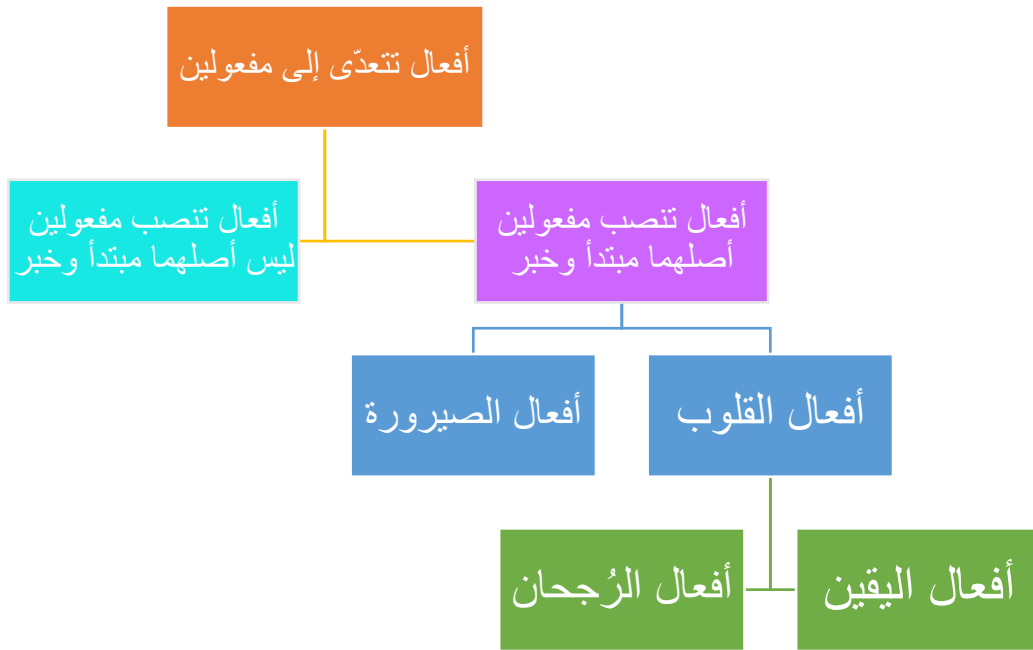 أفعال تتعدّى إلى مفعولين
أفعال تنصب مفعولين
أصلهما مبتدأ وخبر
أفعال تنصب مفعولين
ليس أصلهما مبتدأ وخبر
أفعال القلوب
أفعال الصيرورة
أفعال اليقين
أفعال الرُجحان